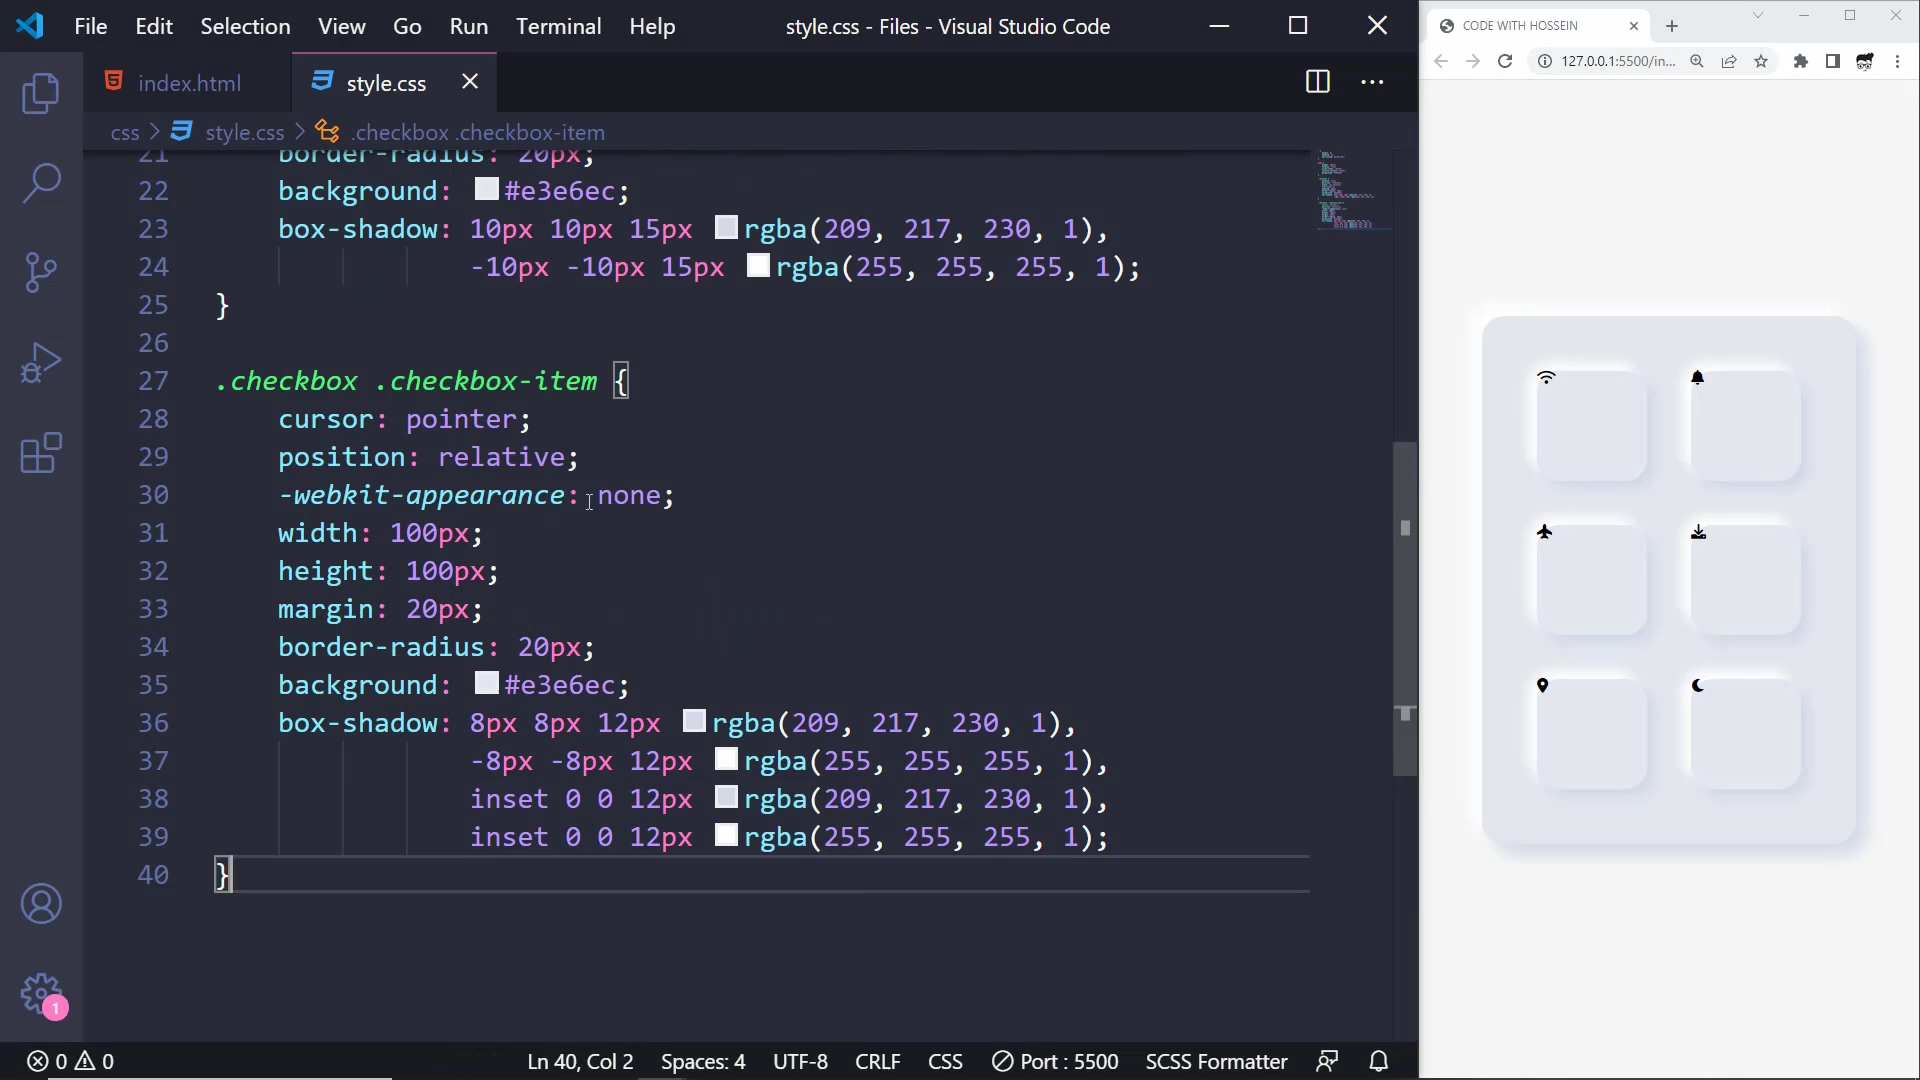 File Edit Selection View Go Run Terminal Help style.css - Files - Visual Studio Code
index.html style.css
css > style.css > .checkbox .checkbox-item
21 border-radius: 20px;
22 background: #e3e6ec;
23 box-shadow: 10px 10px 15px rgba(209, 217, 230, 1),
24 -10px -10px 15px rgba(255, 255, 255, 1);
25 }
26
27 .checkbox .checkbox-item {
28 cursor: pointer;
29 position: relative;
30 -webkit-appearance: none;
31 width: 100px;
32 height: 100px;
33 margin: 20px;
34 border-radius: 20px;
35 background: #e3e6ec;
36 box-shadow: 8px 8px 12px rgba(209, 217, 230, 1),
37 -8px -8px 12px rgba(255, 255, 255, 1),
38 inset 0 0 12px rgba(209, 217, 230, 1),
39 inset 0 0 12px rgba(255, 255, 255, 1);
40 }
1
0 0 Ln 40, Col 2 Spaces: 4 UTF-8 CRLF CSS Port : 5500 SCSS Formatter
CODE WITH HOSSEIN
127.0.0.1:5500/in...